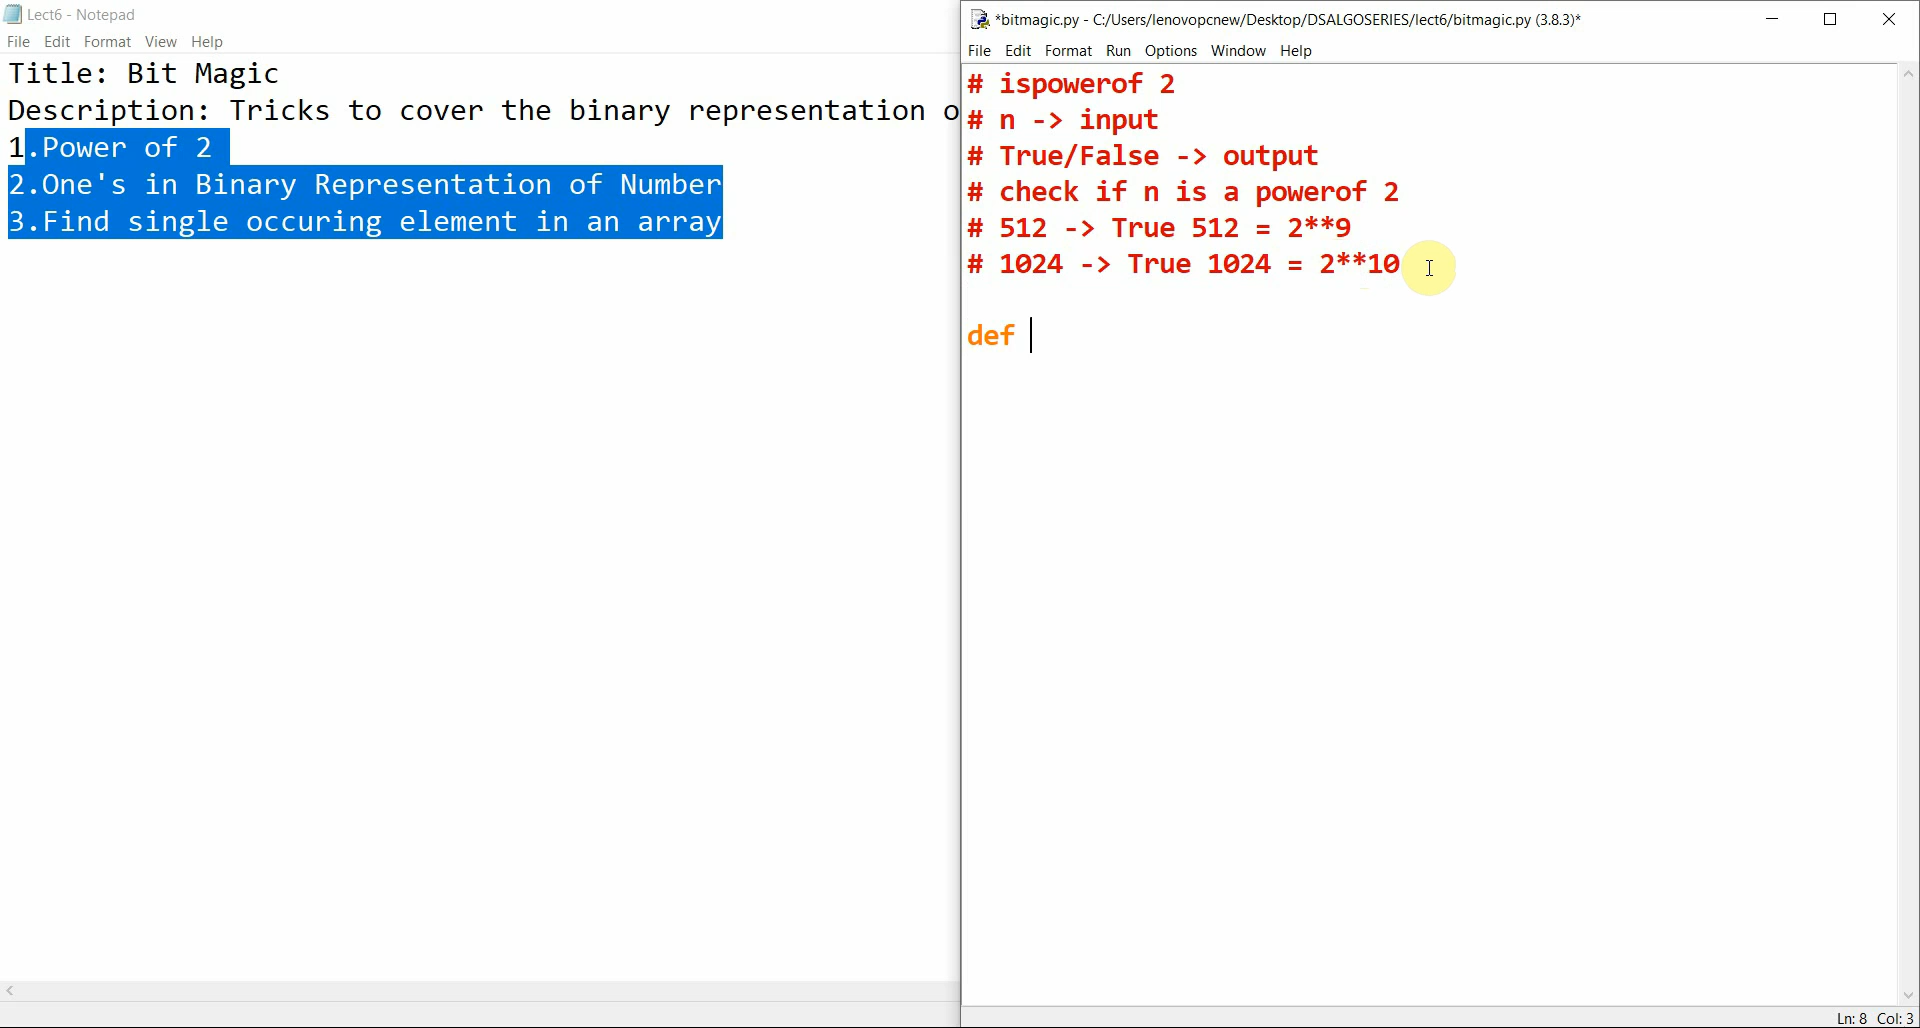 Lect6 - Notepad
File Edit Format View Help
Title: Bit Magic
Description: Tricks to cover the binary representation o
1.Power of 2
2.One's in Binary Representation of Number
3.Find single occuring element in an array
*bitmagic.py - C:/Users/lenovopcnew/Desktop/DSALGOSERIES/lect6/bitmagic.py (3.8.3)*
File Edit Format Run Options Window Help
# ispowerof 2
# n -> input
# True/False -> output
# check if n is a powerof 2
# 512 -> True 512 = 2**9
# 1024 -> True 1024 = 2**10
def
Ln: 8 Col: 3